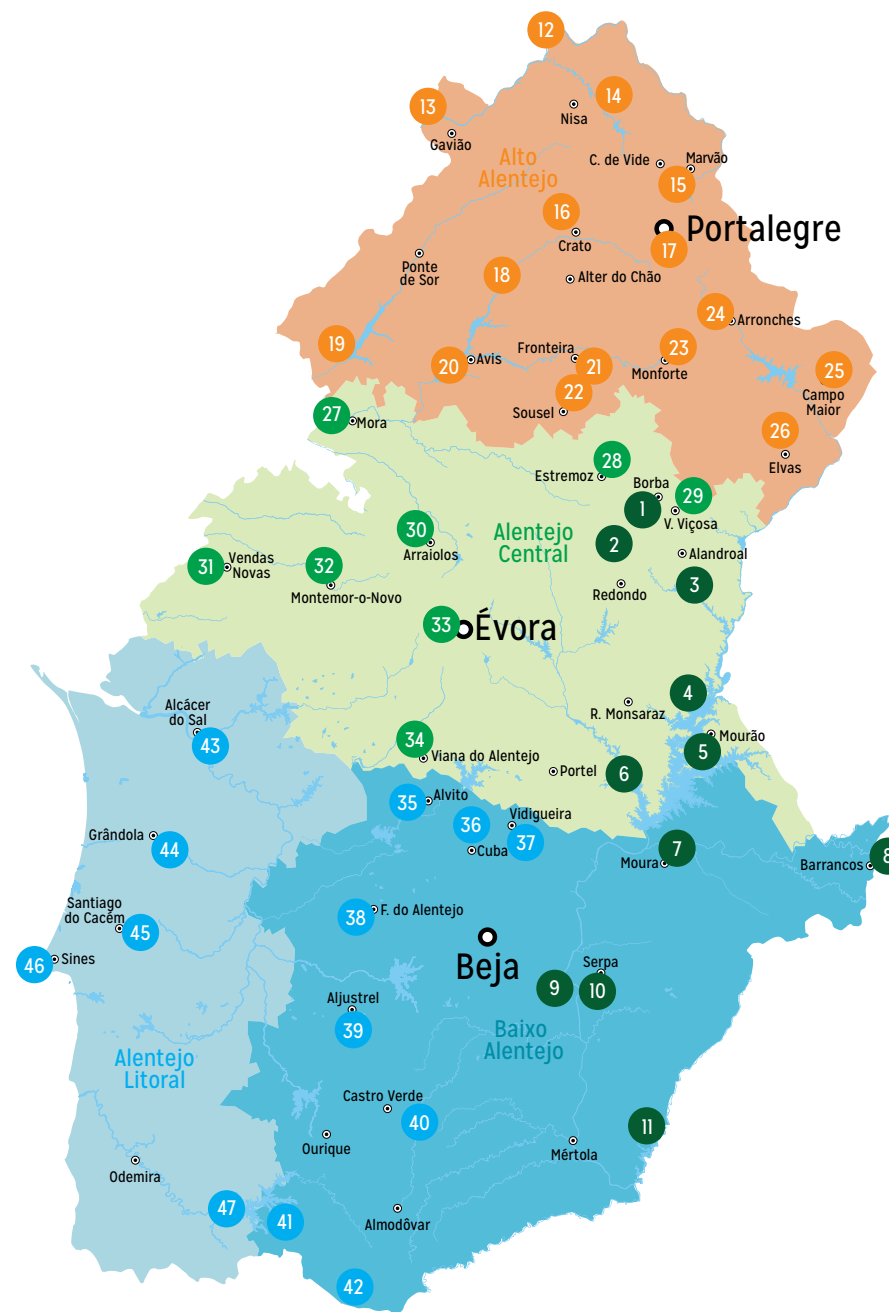 12
13
14
Nisa
Gavião
C. de Vide
Marvão
Alto
Alentejo
15
16
Portalegre
Crato
17
Ponte
de Sor
18
Alter do Chão
24
Arronches
19
Fronteira
23
20
Avis
21
Monforte
25
22
Campo
Maior
Sousel
27
Mora
26
Elvas
28
Estremoz
Borba
29
1
V. Viçosa
30
Arraiolos
Alentejo
Central
2
Alandroal
31
Vendas
Novas
32
Montemor-o-Novo
Redondo
3
33
Évora
4
R. Monsaraz
Alcácer
do Sal
43
34
Viana do Alentejo
Mourão
5
Portel
6
35
Alvito
36
Vidigueira
37
Cuba
Grândola
44
7
Moura
Barrancos
8
Santiago
do Cacém
45
38
F. do Alentejo
Beja
46
Sines
Serpa
9
10
Aljustrel
39
Baixo
Alentejo
Alentejo
Litoral
Castro Verde
40
11
Ourique
Mértola
Odemira
47
41
Almodôvar
42